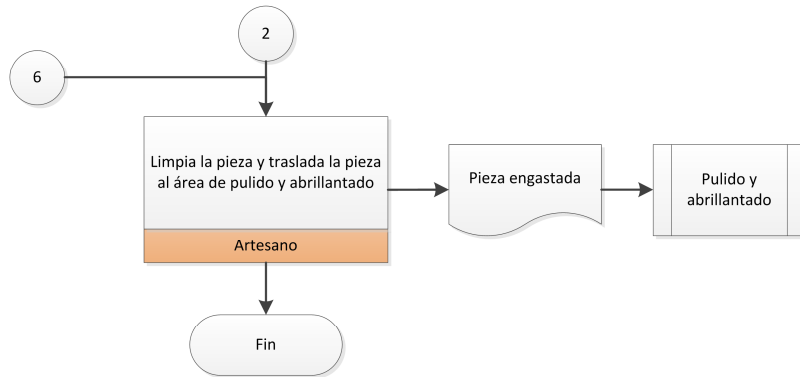 2
6
Limpia la pieza y traslada la pieza
al área de pulido y abrillantado
Artesano
Pieza engastada
Pulido y
abrillantado
Fin